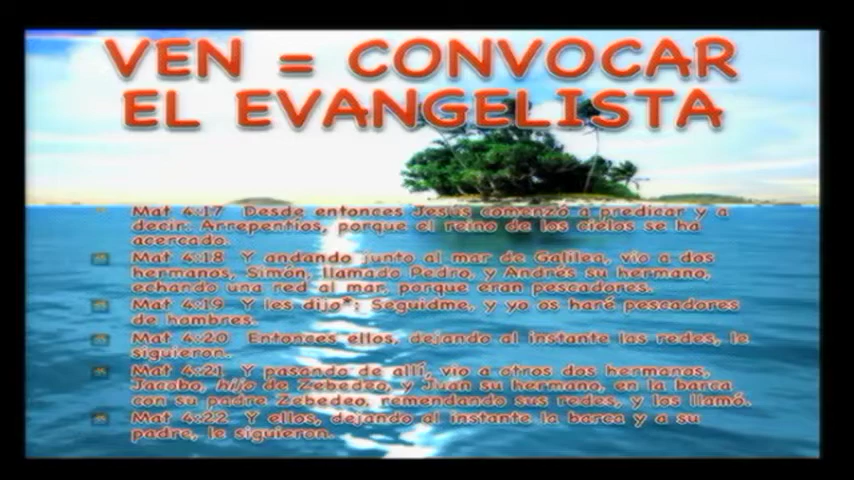 VEN = CONVOCAR
EL EVANGELISTA
Mat 4:17 Desde entonces Jesús comenzó a predicar y a
decir: Arrepentíos, porque el reino de los cielos se ha
acercado.
Mat 4:18 Y andando junto al mar de Galilea, vio a dos
hermanos, Simón, llamado Pedro, y Andrés su hermano,
echando una red al mar, porque eran pescadores.
Mat 4:19 Y les dijo*: Seguidme, y yo os haré pescadores
de hombres.
Mat 4:20 Entonces ellos, dejando al instante las redes, le
siguieron.
Mat 4:21 Y pasando de allí, vio a otros dos hermanos,
Jacobo, hijo de Zebedeo, y Juan su hermano, en la barca
con su padre Zebedeo, remendando sus redes, y los llamó.
Mat 4:22 Y ellos, dejando al instante la barca y a su
padre, le siguieron.